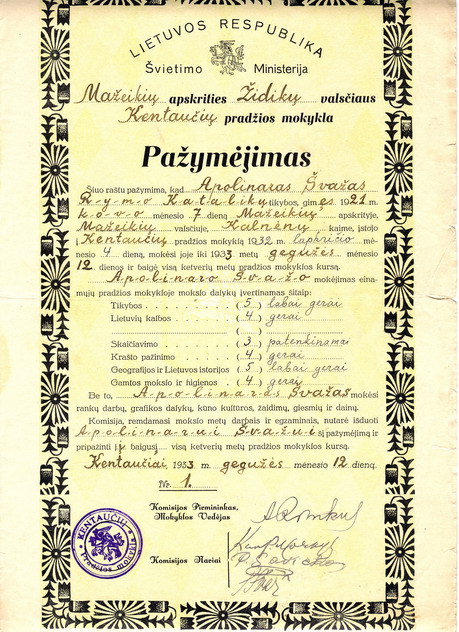 LIETUVOS RESPUBLIKA
Švietimo Ministerija
Mažeikių apskrities Židikų valsčiaus
Kentaučių pradžios mokykla
Pažymėjimas
Šiuo raštu pažymima, kad Apolinaras Švažas
Rymo Katalikų tikybos, gimęs 1921 m.
kovo mėnesio 7 dieną Mažeikių apskrityje,
Mažeikių valsčiuje, Kalnėnų kaime, įstojo
į Kentaučių pradžios mokyklą 1932 m. lapkričio mė-
nesio 4 dieną, mokėsi joje iki 1933 metų gegužės mėnesio
12 dienos ir baigė visą ketverių metų pradžios mokyklos kursą.
Apolinaro Švažo mokėjimas eina-
mųjų pradžios mokykloje mokslo dalykų įvertinamas šitaip:
Tikybos ( 5 ) labai gerai
Lietuvių kalbos ( 4 ) gerai
Skaičiavimo ( 3 ) patenkinamai
Krašto pažinimo ( 4 ) gerai
Geografijos ir Lietuvos istorijos ( 5 ) labai gerai
Gamtos mokslo ir higienos ( 4 ) gerai
Be to, Apolinaras Švažas mokėsi
rankų darbų, grafikos dalykų, kūno kultūros, žaidimų, giesmių ir dainų.
Komisija, remdamasi mokslo metų darbais ir egzaminais, nutarė išduoti
Apolinarui Švažui šį pažymėjimą ir
pripažinti jį baigusį visą ketverių metų pradžios mokyklos kursą.
Kentaučiai 1933 m. gegužės mėnesio 12 dieną.
Nr. 1.
Komisijos Pirmininkas,
Mokyklos Vedėjas
Komisijos Nariai
KENTAUČIŲ
Pradžios mokykla